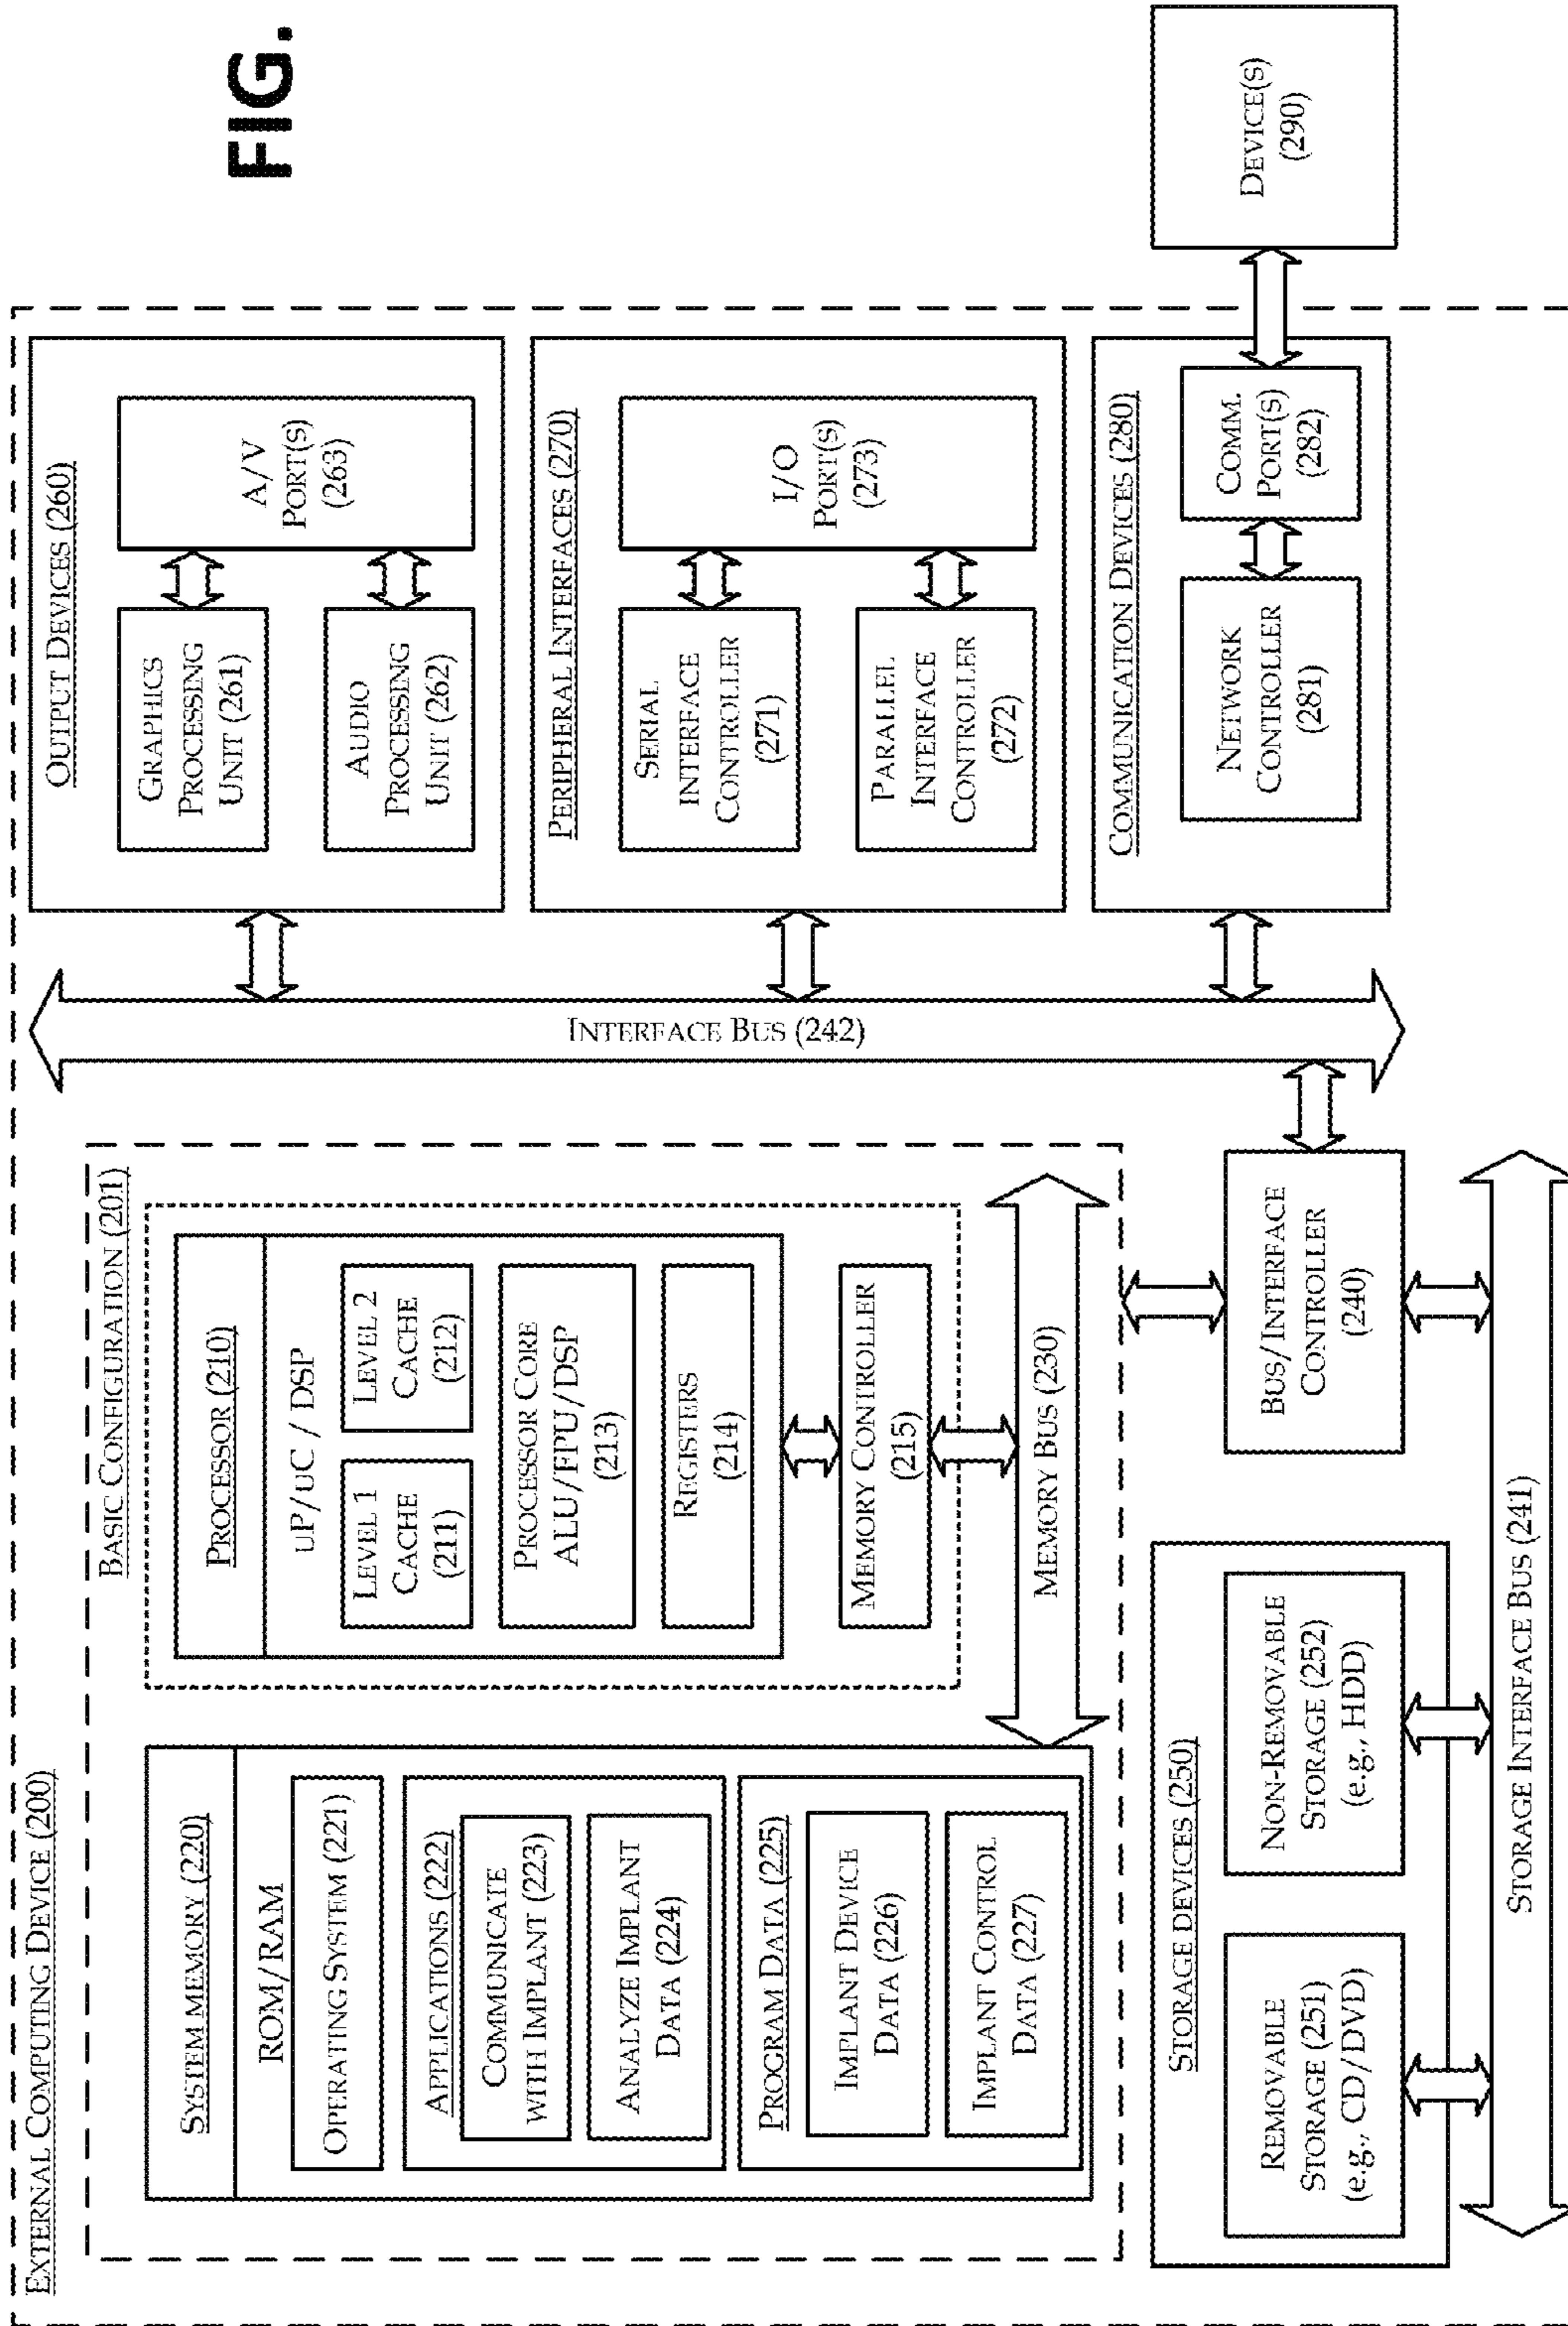 FIG.
EXTERNAL COMPUTING DEVICE (200)
BASIC CONFIGURATION (201)
SYSTEM MEMORY (220)
ROM/RAM
OPERATING SYSTEM (221)
APPLICATIONS (222)
COMMUNICATE
WITH IMPLANT (223)
ANALYZE IMPLANT
DATA (224)
PROGRAM DATA (225)
IMPLANT DEVICE
DATA (226)
IMPLANT CONTROL
DATA (227)
PROCESSOR (210)
uP/uC / DSP
LEVEL 1
CACHE
(211)
LEVEL 2
CACHE
(212)
PROCESSOR CORE
ALU/FPU/DSP
(213)
REGISTERS
(214)
MEMORY CONTROLLER
(215)
MEMORY BUS (230)
BUS/INTERFACE
CONTROLLER
(240)
STORAGE DEVICES (250)
REMOVABLE
STORAGE (251)
(e.g., CD/DVD)
NON-REMOVABLE
STORAGE (252)
(e.g., HDD)
STORAGE INTERFACE BUS (241)
INTERFACE BUS (242)
OUTPUT DEVICES (260)
GRAPHICS
PROCESSING
UNIT (261)
AUDIO
PROCESSING
UNIT (262)
A/V
PORT(S)
(263)
PERIPHERAL INTERFACES (270)
SERIAL
INTERFACE
CONTROLLER
(271)
PARALLEL
INTERFACE
CONTROLLER
(272)
I/O
PORT(S)
(273)
COMMUNICATION DEVICES (280)
NETWORK
CONTROLLER
(281)
COMM.
PORT(S)
(282)
DEVICE(S)
(290)